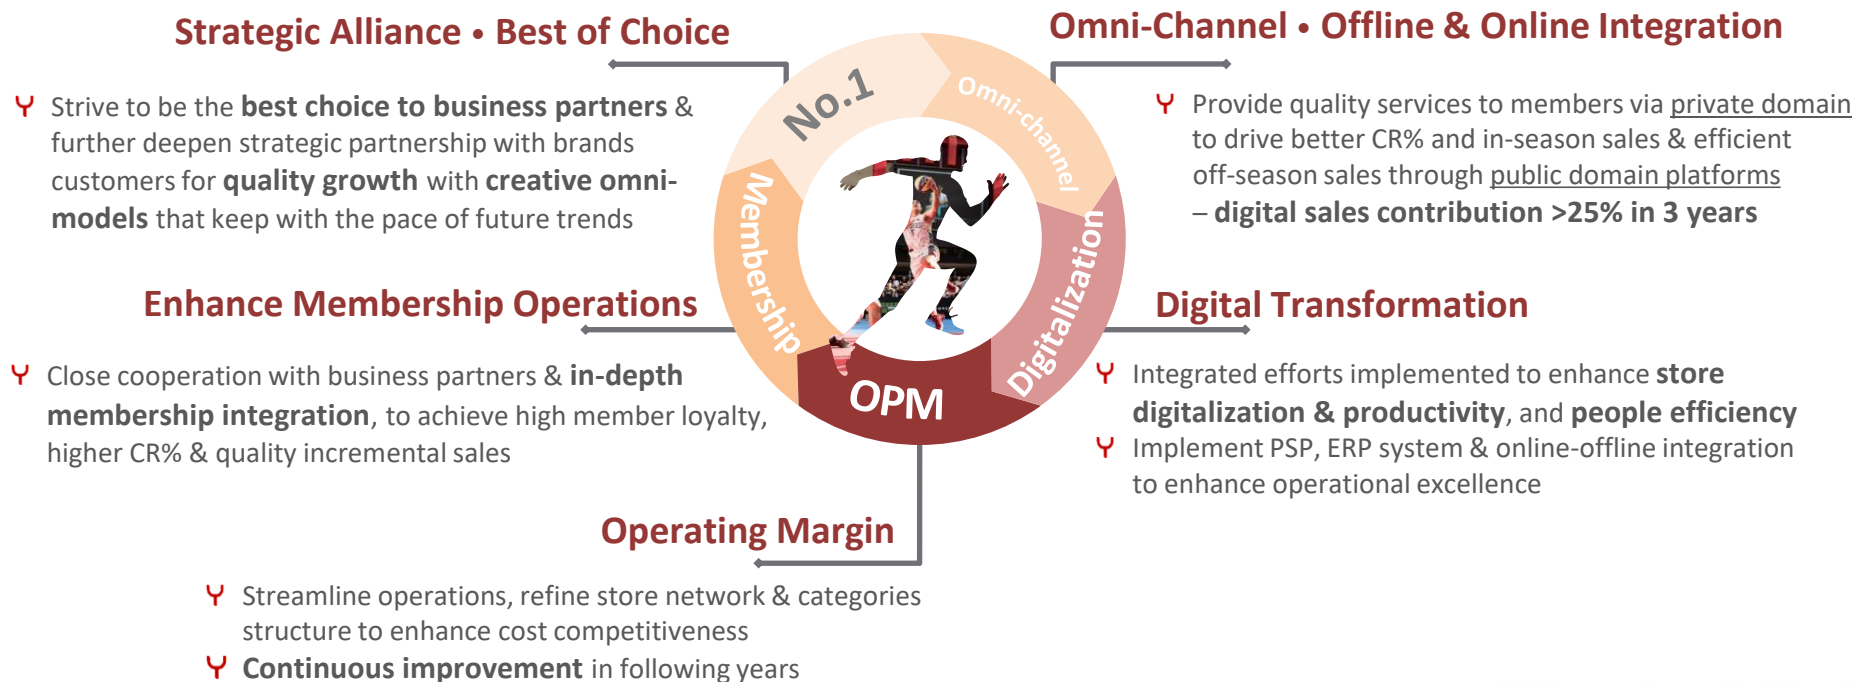 Strategic Alliance • Best of Choice
Strive to be the best choice to business partners &
further deepen strategic partnership with brands
customers for quality growth with creative omni-
models that keep with the pace of future trends
Omni-Channel • Offline & Online Integration
Provide quality services to members via private domain
to drive better CR% and in-season sales & efficient
off-season sales through public domain platforms
– digital sales contribution >25% in 3 years
No.1
Omni-channel
Membership
Digitalization
OPM
Enhance Membership Operations
Close cooperation with business partners & in-depth
membership integration, to achieve high member loyalty,
higher CR% & quality incremental sales
Digital Transformation
Integrated efforts implemented to enhance store
digitalization & productivity, and people efficiency
Implement PSP, ERP system & online-offline integration
to enhance operational excellence
Operating Margin
Streamline operations, refine store network & categories
structure to enhance cost competitiveness
Continuous improvement in following years